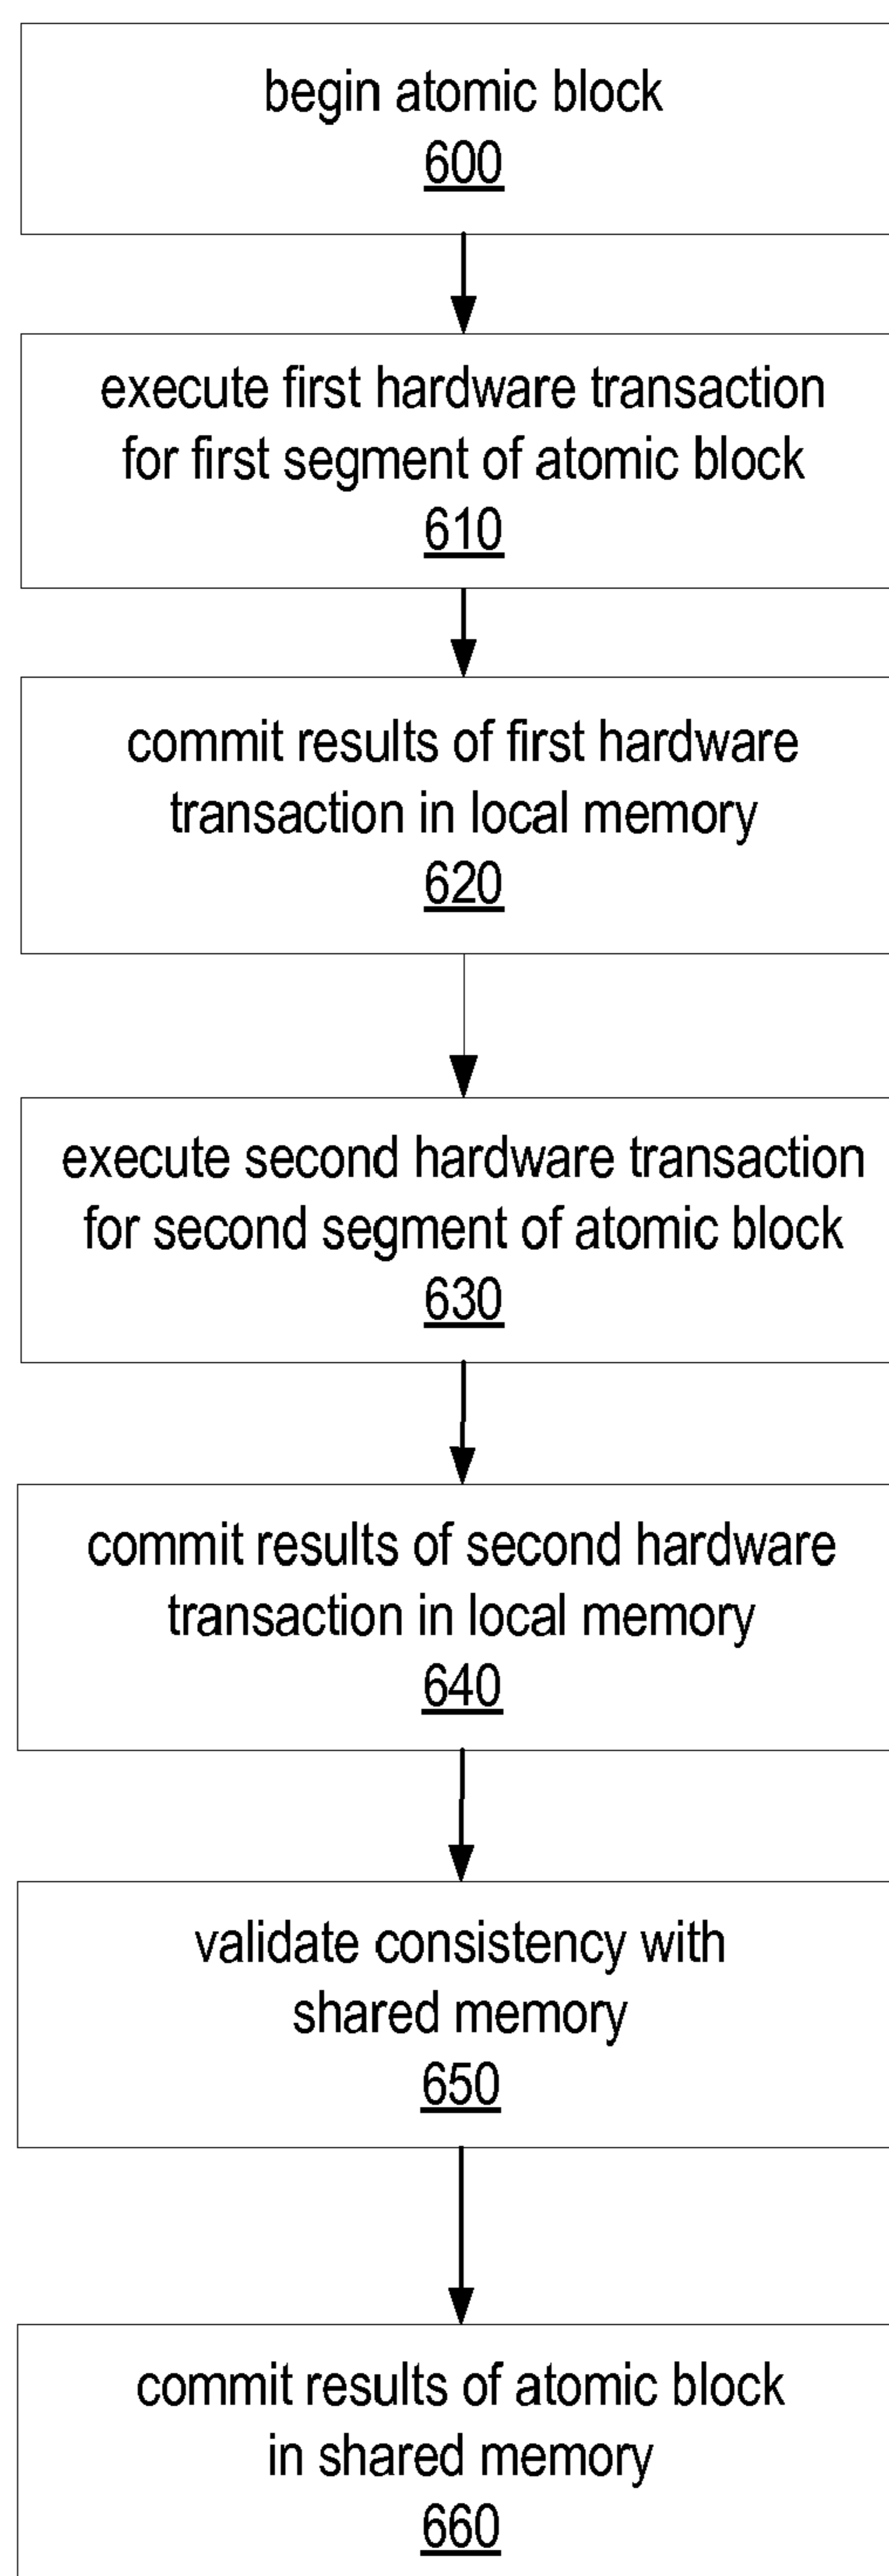 begin atomic block
600
execute first hardware transaction
for first segment of atomic block
610
commit results of first hardware
transaction in local memory
620
execute second hardware transaction
for second segment of atomic block
630
commit results of second hardware
transaction in local memory
640
validate consistency with
shared memory
650
commit results of atomic block
in shared memory
660